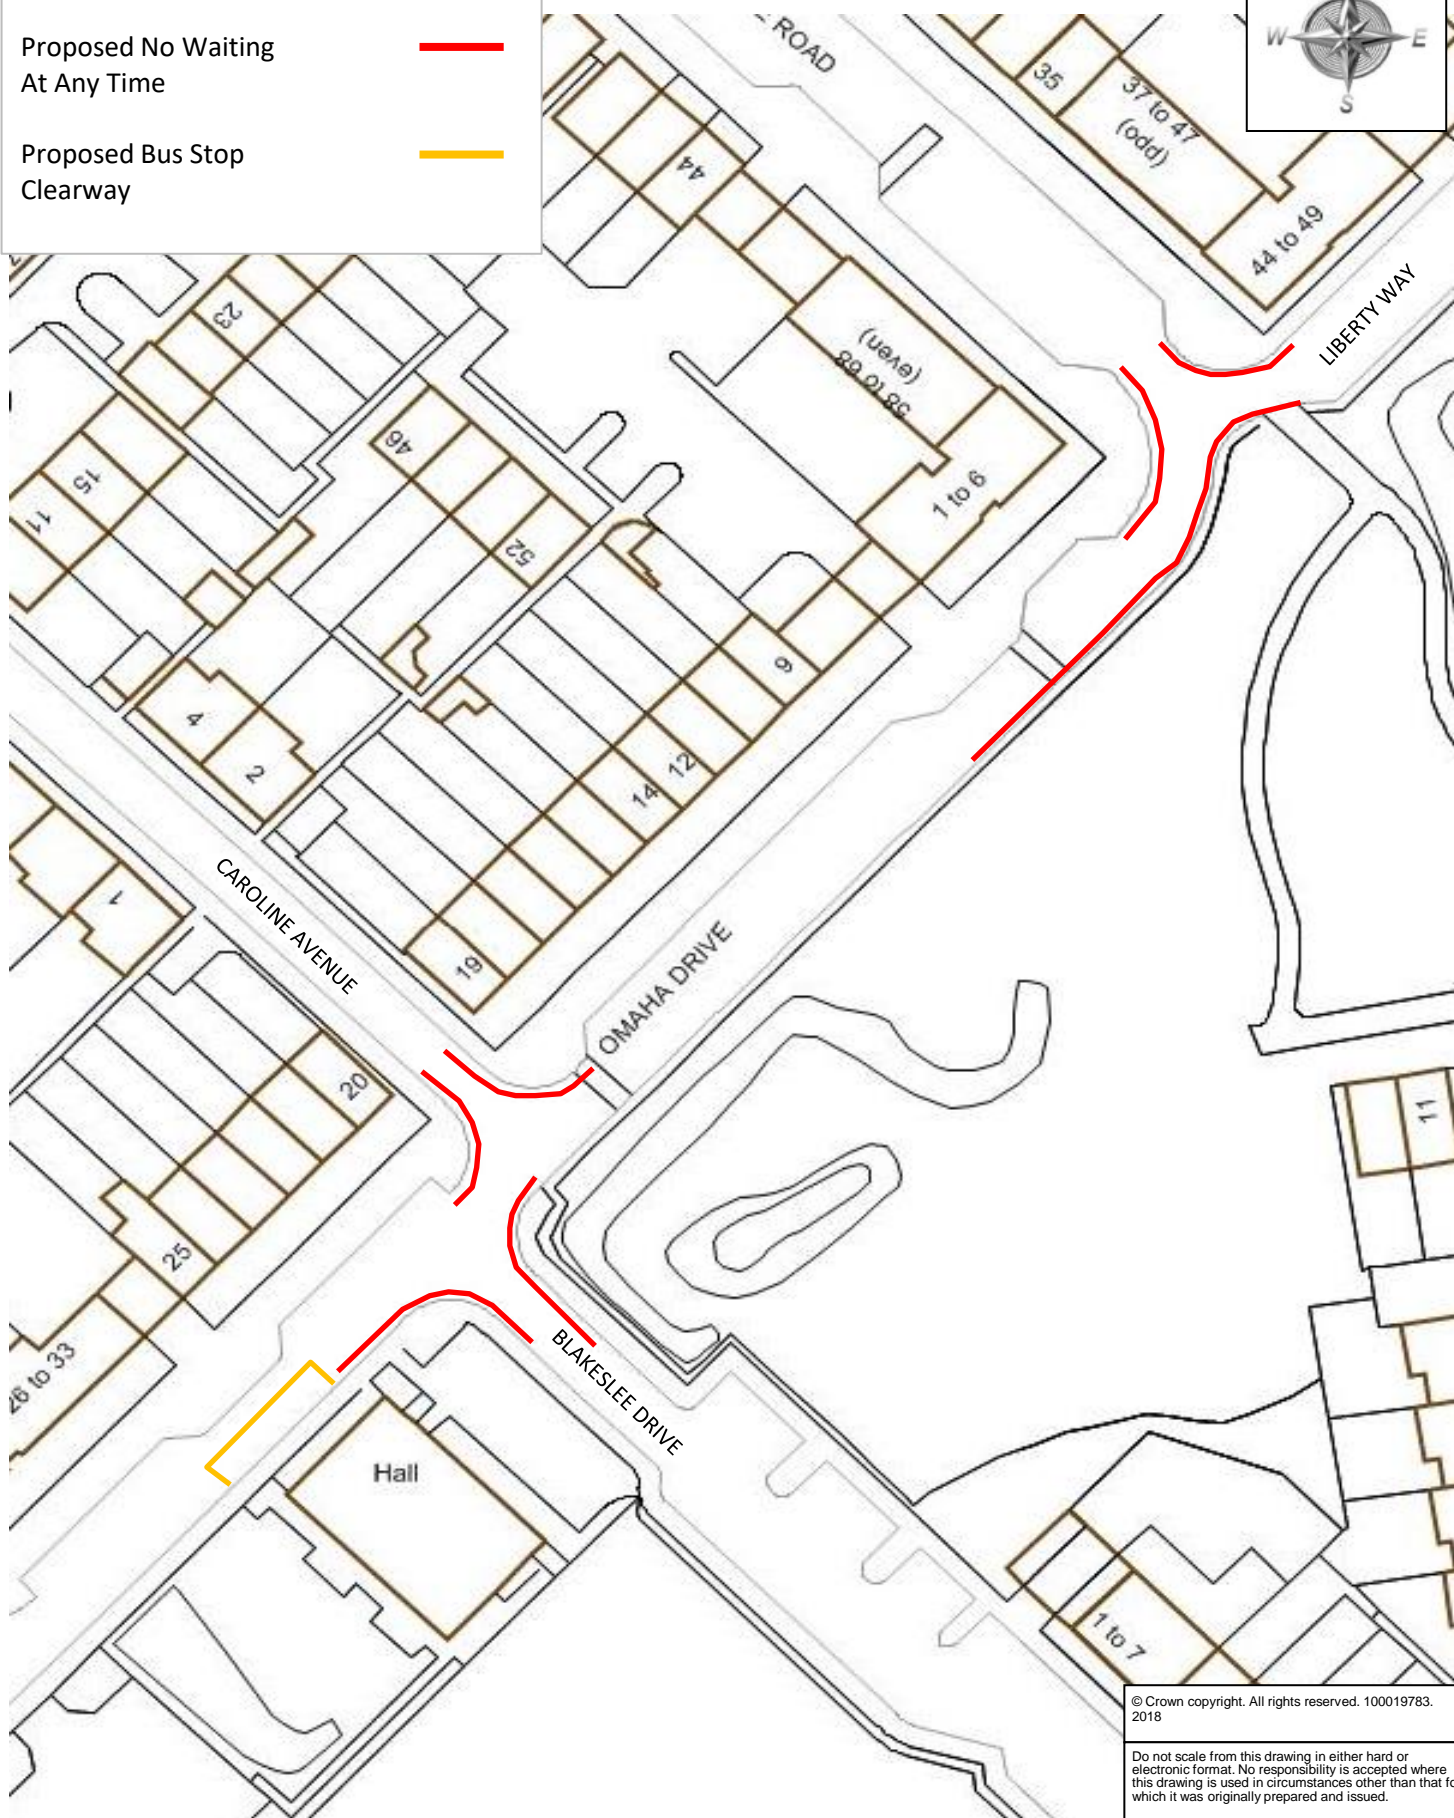 Proposed No Waiting
At Any Time
Proposed Bus Stop
Clearway
W
E
S
ROAD
35
37 to 47
(odd)
44 to 49
LIBERTY WAY
44
23
58 to 68
(even)
46
15
11
52
1 to 6
6
4
2
14
12
1
CAROLINE AVENUE
19
OMAHA DRIVE
20
11
25
26 to 33
BLAKESLEE DRIVE
Hall
1 to 7
© Crown copyright. All rights reserved. 100019783.
2018
Do not scale from this drawing in either hard or
electronic format. No responsibility is accepted where
this drawing is used in circumstances other than that fo
which it was originally prepared and issued.